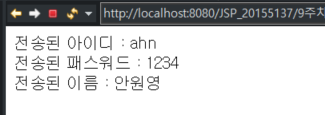 http://localhost:8080/JSP_20155137/9주차
전송된 아이디 : ahn
전송된 패스워드 : 1234
전송된 이름 : 안원영